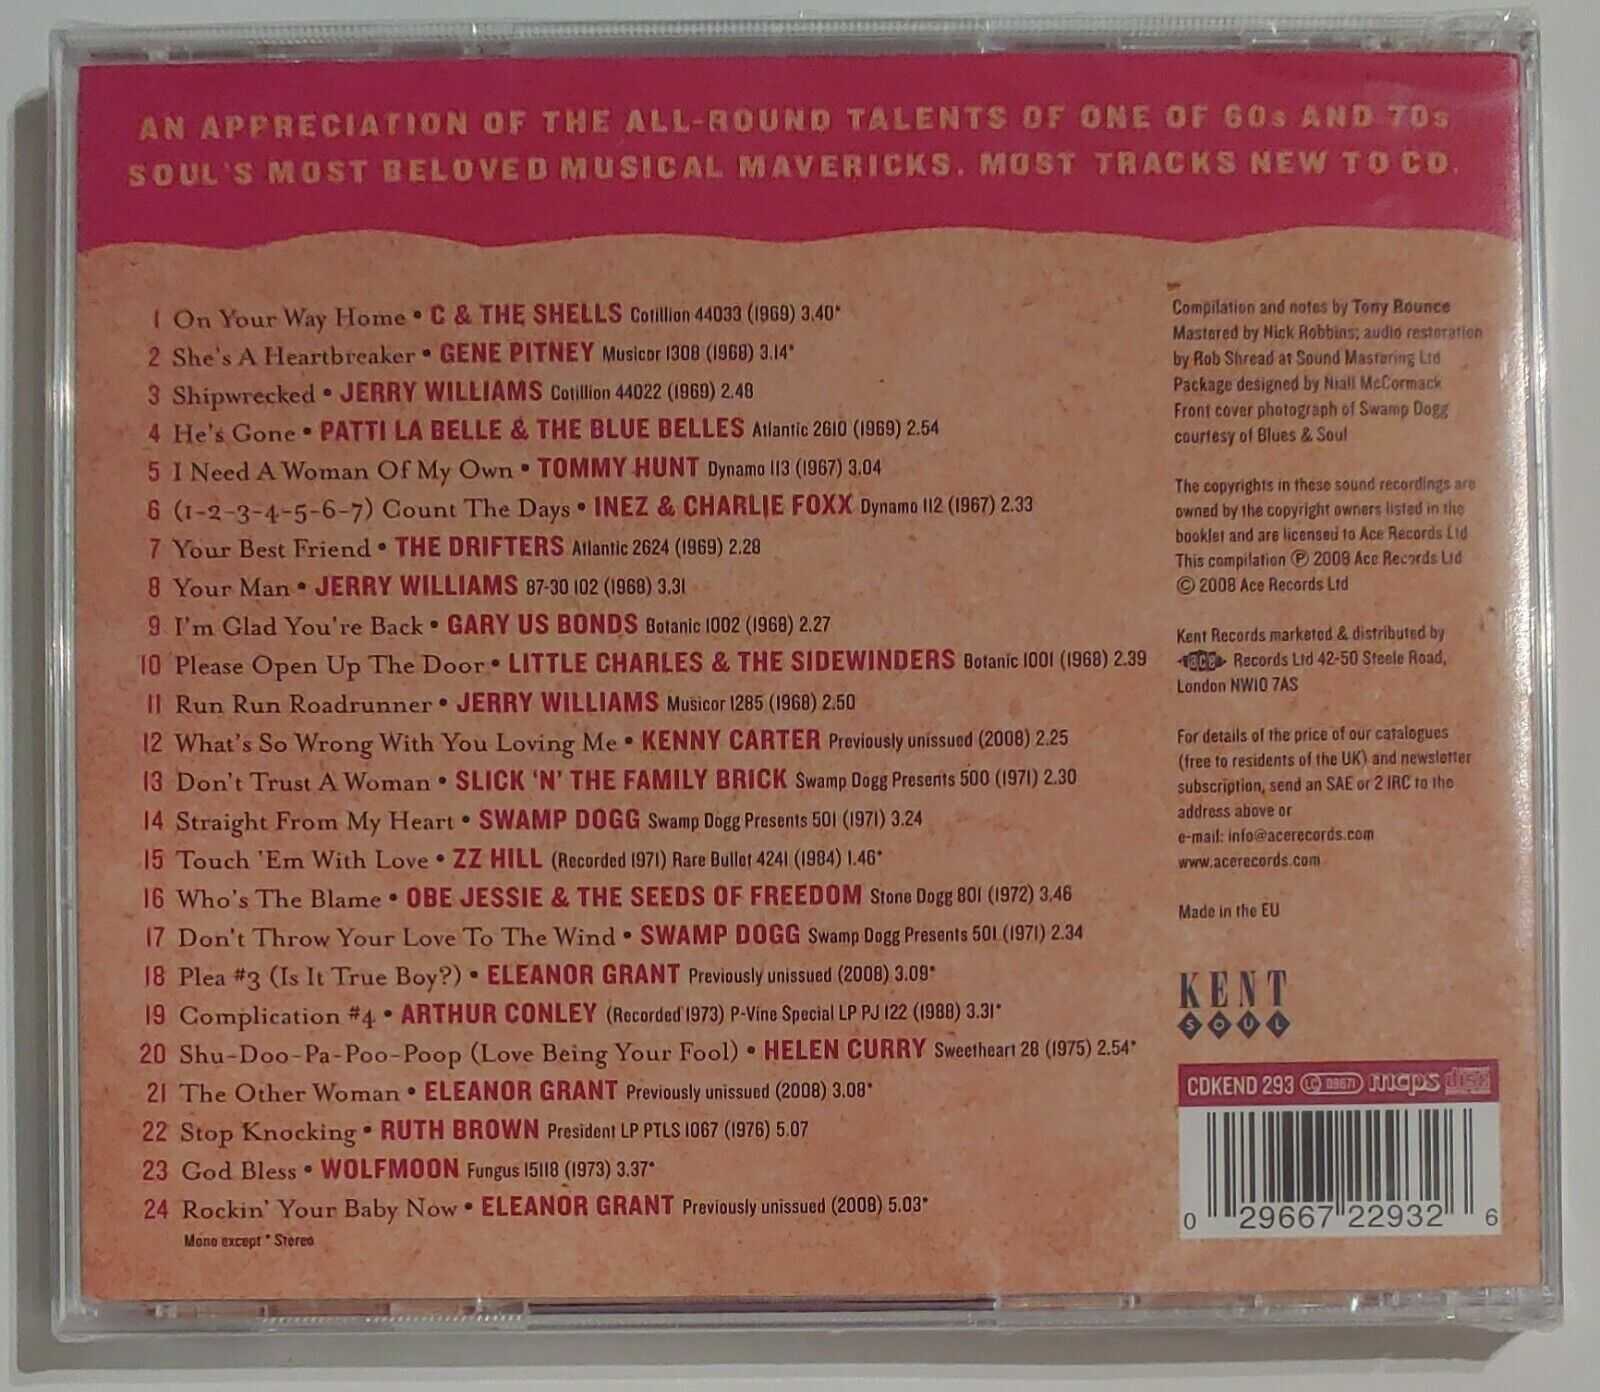 AN APPRECIATION OF THE ALL-ROUND TALENTS OF ONE OF 60s AND 70s
SOUL'S MOST BELOVED MUSICAL MAVERICKS. MOST TRACKS NEW TO CD.
1 On Your Way Home • C & THE SHELLS Cotillion 44033 (1969) 3.40*
2 She's A Heartbreaker • GENE PITNEY Musicor 1308 (1968) 3.14*
3 Shipwrecked • JERRY WILLIAMS Cotillion 44022 (1969) 2.48
4 He's Gone • PATTI LA BELLE & THE BLUE BELLES Atlantic 2610 (1969) 2.54
5 I Need A Woman Of My Own • TOMMY HUNT Dynamo 113 (1967) 3.04
6 (1-2-3-4-5-6-7) Count The Days • INEZ & CHARLIE FOXX Dynamo 112 (1967) 2.33
7 Your Best Friend • THE DRIFTERS Atlantic 2624 (1969) 2.28
8 Your Man • JERRY WILLIAMS 87-30 102 (1968) 3.31
9 I'm Glad You're Back • GARY US BONDS Botanic 1002 (1968) 2.27
10 Please Open Up The Door • LITTLE CHARLES & THE SIDEWINDERS Botanic 1001 (1968) 2.39
11 Run Run Roadrunner • JERRY WILLIAMS Musicor 1285 (1968) 2.50
12 What's So Wrong With You Loving Me • KENNY CARTER Previously unissued (2008) 2.25
13 Don't Trust A Woman • SLICK 'N' THE FAMILY BRICK Swamp Dogg Presents 500 (1971) 2.30
14 Straight From My Heart • SWAMP DOGG Swamp Dogg Presents 501 (1971) 3.24
15 Touch 'Em With Love • ZZ HILL (Recorded 1971) Rare Bullet 4241 (1984) 1.46*
16 Who's The Blame • OBE JESSIE & THE SEEDS OF FREEDOM Stone Dogg 801 (1972) 3.46
17 Don't Throw Your Love To The Wind • SWAMP DOGG Swamp Dogg Presents 501 (1971) 2.34
18 Plea #3 (Is It True Boy?) • ELEANOR GRANT Previously unissued (2008) 3.09*
19 Complication #4 • ARTHUR CONLEY (Recorded 1973) P-Vine Special LP PJ 122 (1988) 3.31*
20 Shu-Doo-Pa-Poo-Poop (Love Being Your Fool) • HELEN CURRY Sweetheart 28 (1975) 2.54*
21 The Other Woman • ELEANOR GRANT Previously unissued (2008) 3.08*
22 Stop Knocking • RUTH BROWN President LP PTLS 1067 (1976) 5.07
23 God Bless • WOLFMOON Fungus 15118 (1973) 3.37*
24 Rockin' Your Baby Now • ELEANOR GRANT Previously unissued (2008) 5.03*
Mono except * Stereo
Compilation and notes by Tony Rounce
Mastered by Nick Robbins; audio restoration
by Rob Shread at Sound Mastering Ltd
Package designed by Niall McCormack
Front cover photograph of Swamp Dogg
courtesy of Blues & Soul
The copyrights in these sound recordings are
owned by the copyright owners listed in the
booklet and are licensed to Ace Records Ltd
This compilation ℗ 2008 Ace Records Ltd
© 2008 Ace Records Ltd
Kent Records marketed & distributed by
ace Records Ltd 42-50 Steele Road,
London NW10 7AS
For details of the price of our catalogues
(free to residents of the UK) and newsletter
subscription, send an SAE or 2 IRC to the
address above or
e-mail: info@acerecords.com
www.acerecords.com
Made in the EU
KENT
SOUL
CDKEND 293 LC 09671 mcps disc
0 29667 22932 6